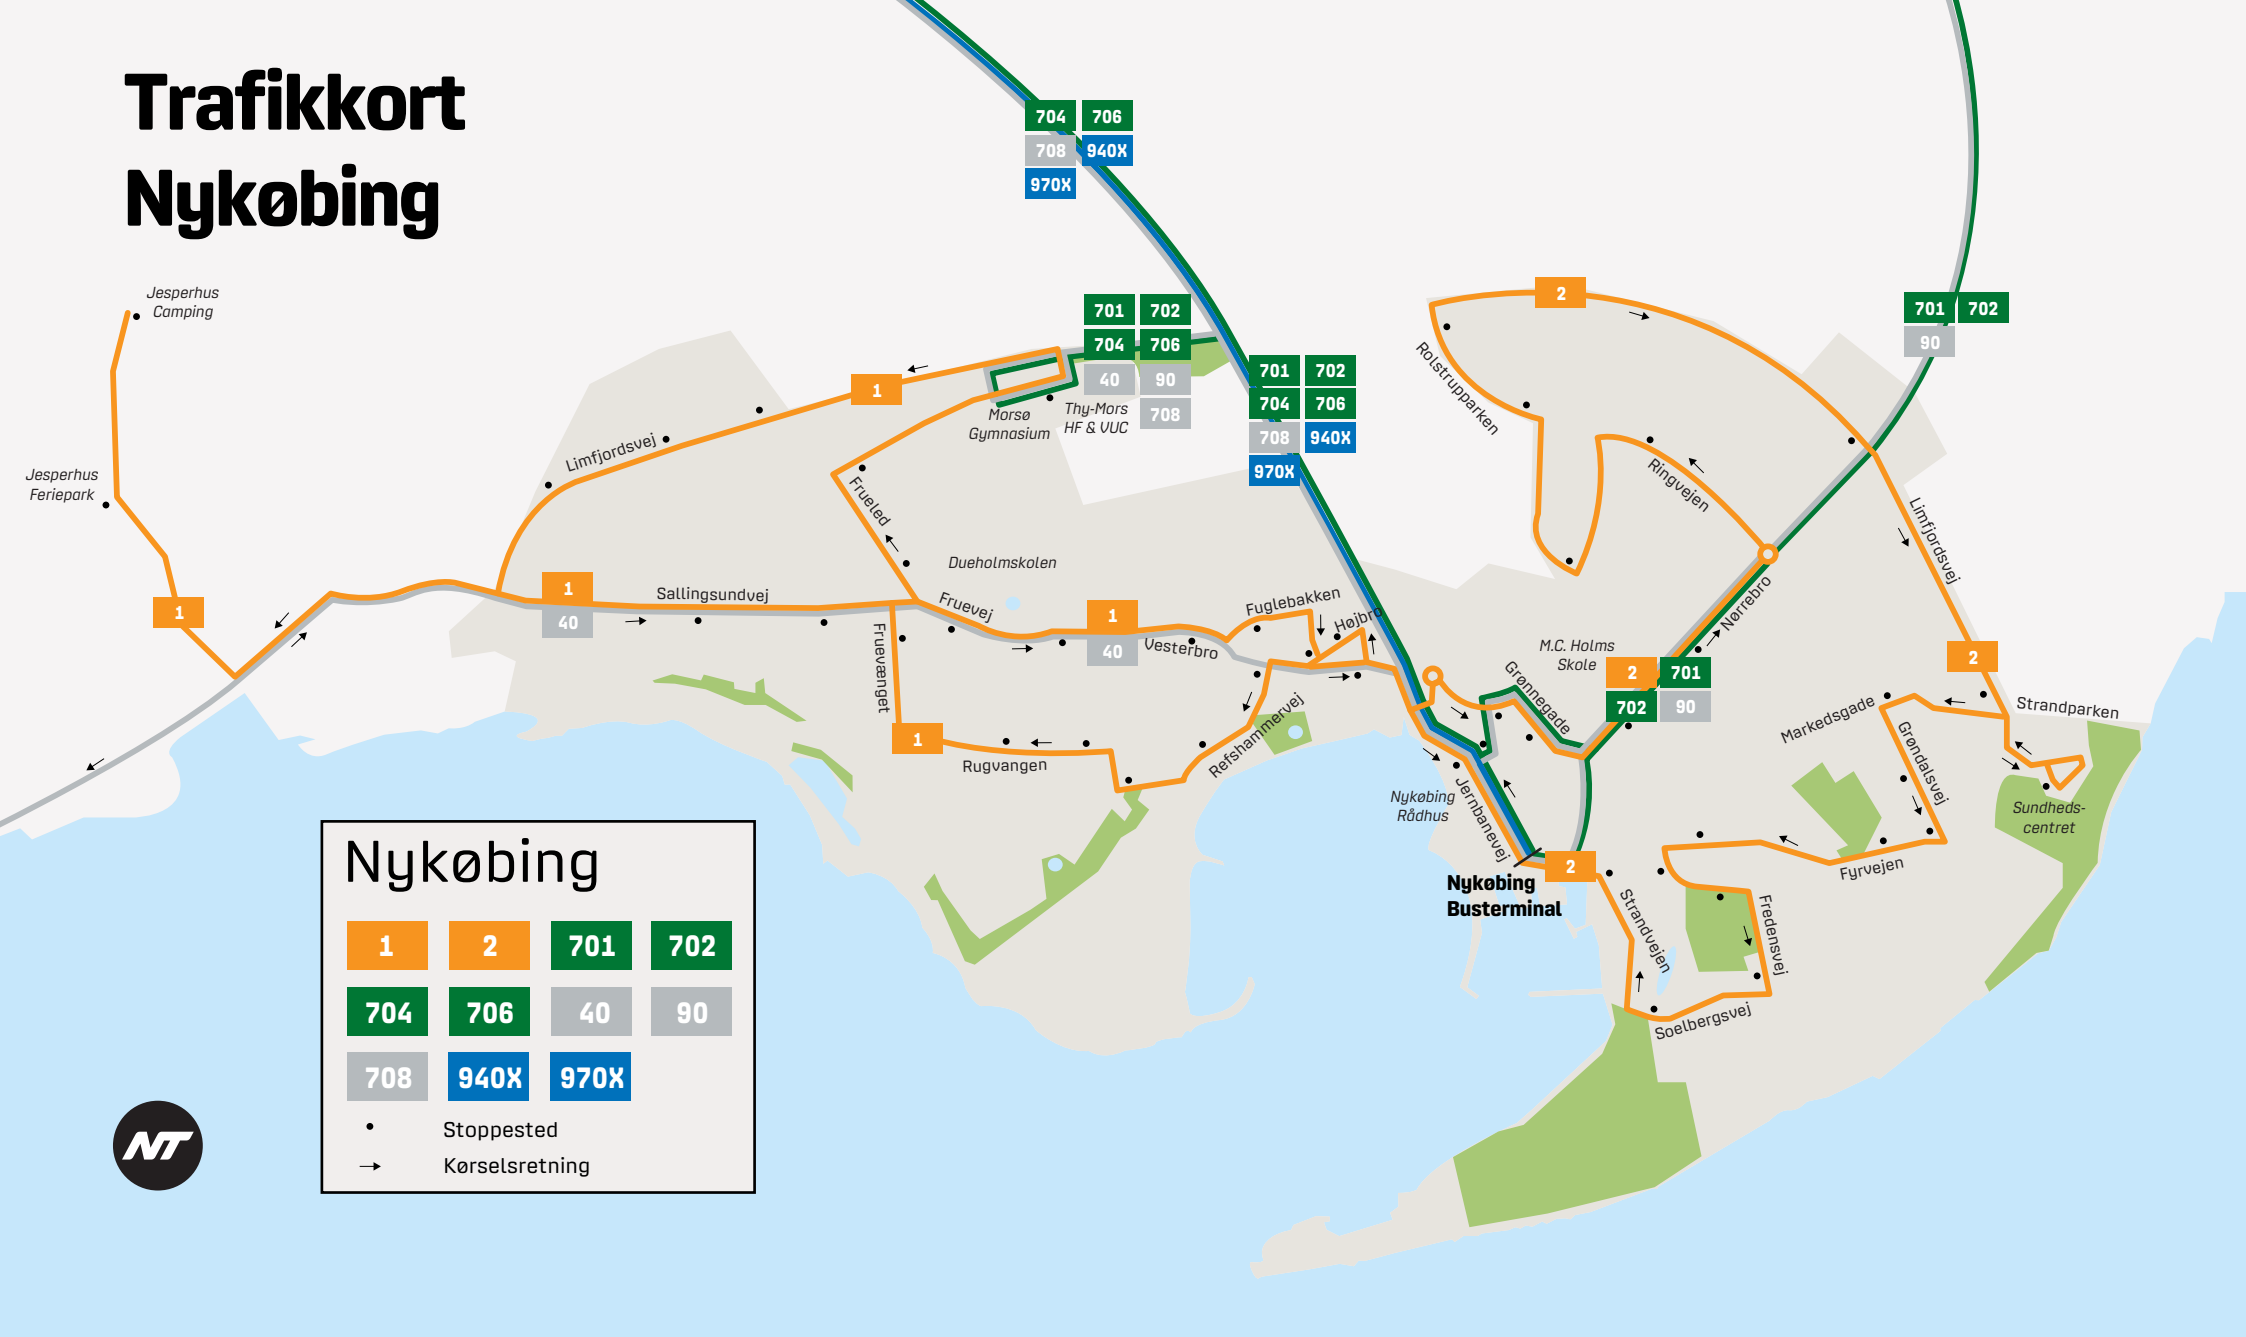 Trafikkort
Nykøbing
704 706
708 940X
970X
Jesperhus
Camping
Jesperhus
Feriepark
1
1
Limfjordsvej
701 702
704 706
40 90
708
Morsø
Gymnasium
Thy-Mors
HF & VUC
701 702
704 706
708 940X
970X
2
701 702
90
Rolstrupparken
Ringvejen
Limfjordsvej
Frueled
Dueholmskolen
1
40
Sallingsundvej
Fruevej
Fruevænget
1
40
Vesterbro
Fuglebakken
Højbro
Nørrebro
M.C. Holms
Skole
2 701
702 90
Grønnegade
2
Strandparken
Markedsgade
Grøndalsvej
Sundheds-
centret
1
Rugvangen
Refshammervej
Nykøbing
Rådhus
Jernbanevej
2
Nykøbing
Busterminal
Fyrvejen
Strandvejen
Fredensvej
Soelbergsvej
Nykøbing
1 2 701 702
704 706 40 90
708 940X 970X
Stoppested
Kørselsretning
NT